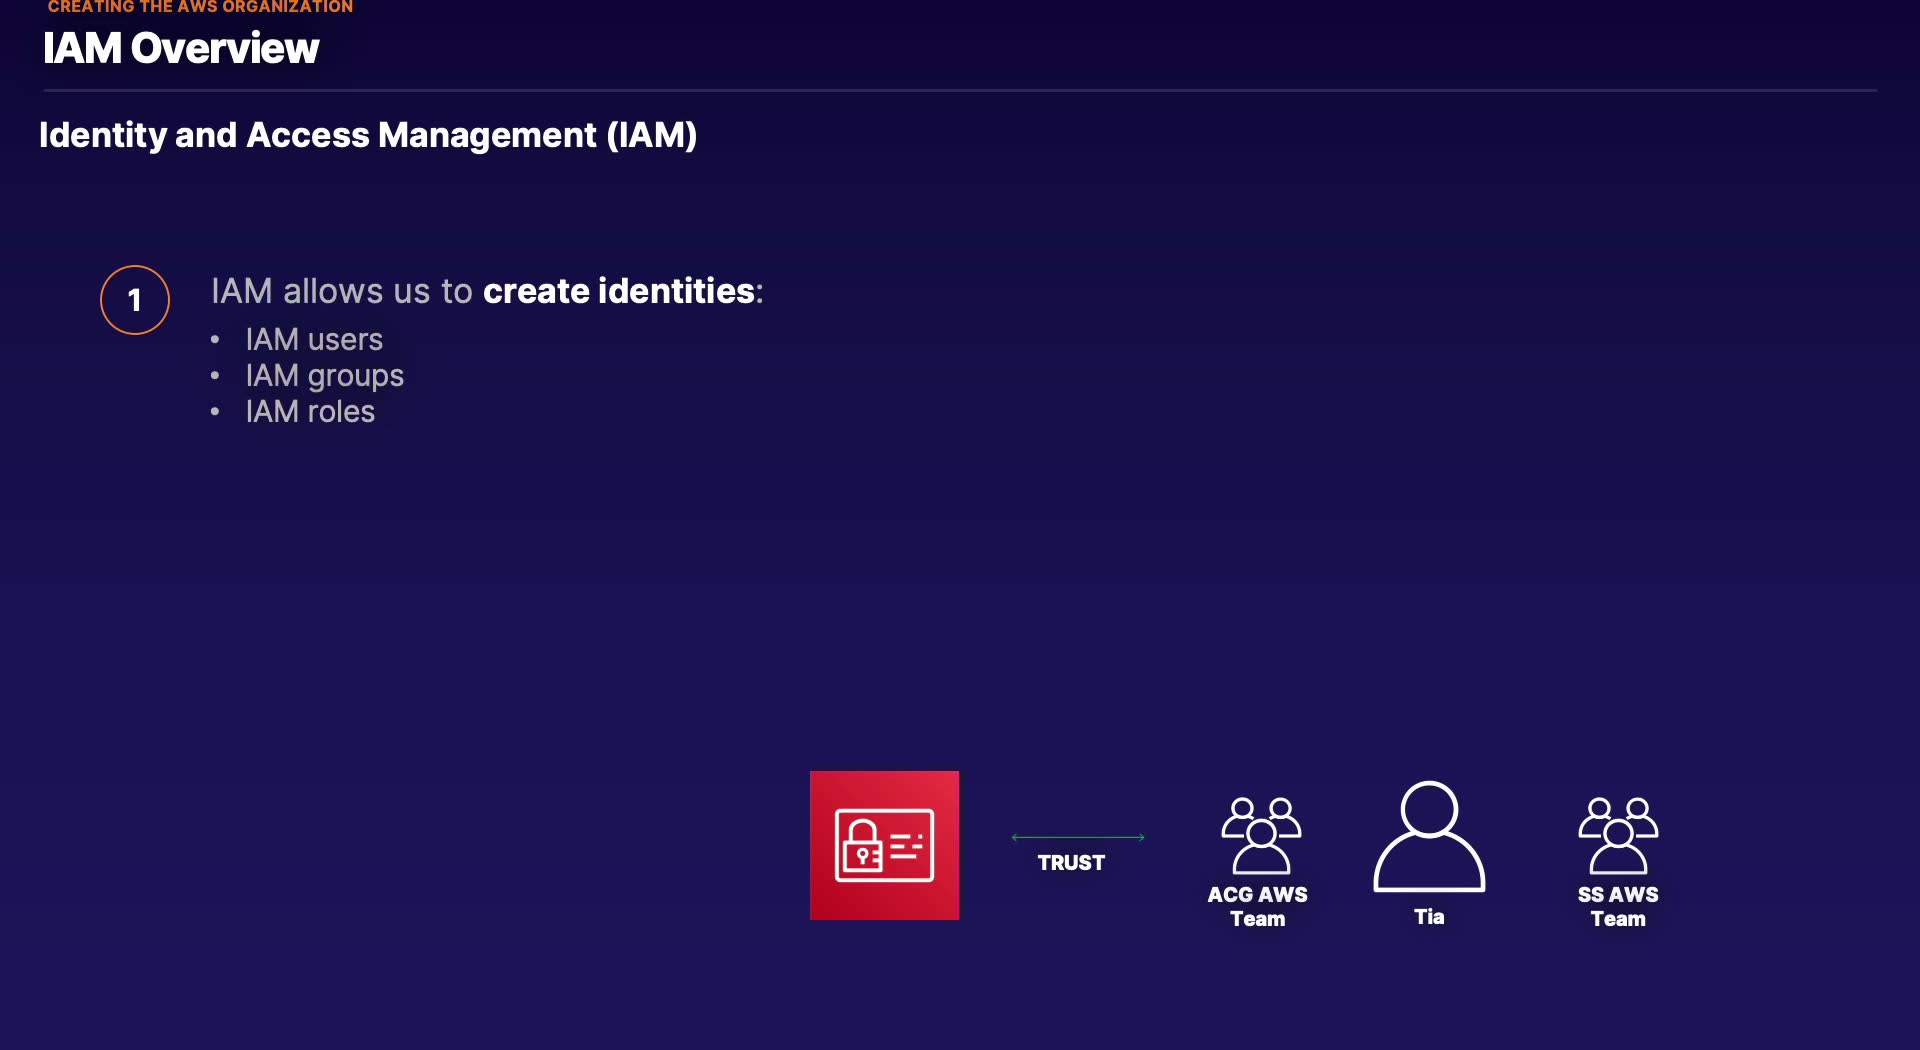 CREATING THE AWS ORGANIZATION
IAM Overview
Identity and Access Management (IAM)
1
IAM allows us to create identities:
• IAM users
• IAM groups
• IAM roles
TRUST
ACG AWS
Team
Tia
SS AWS
Team